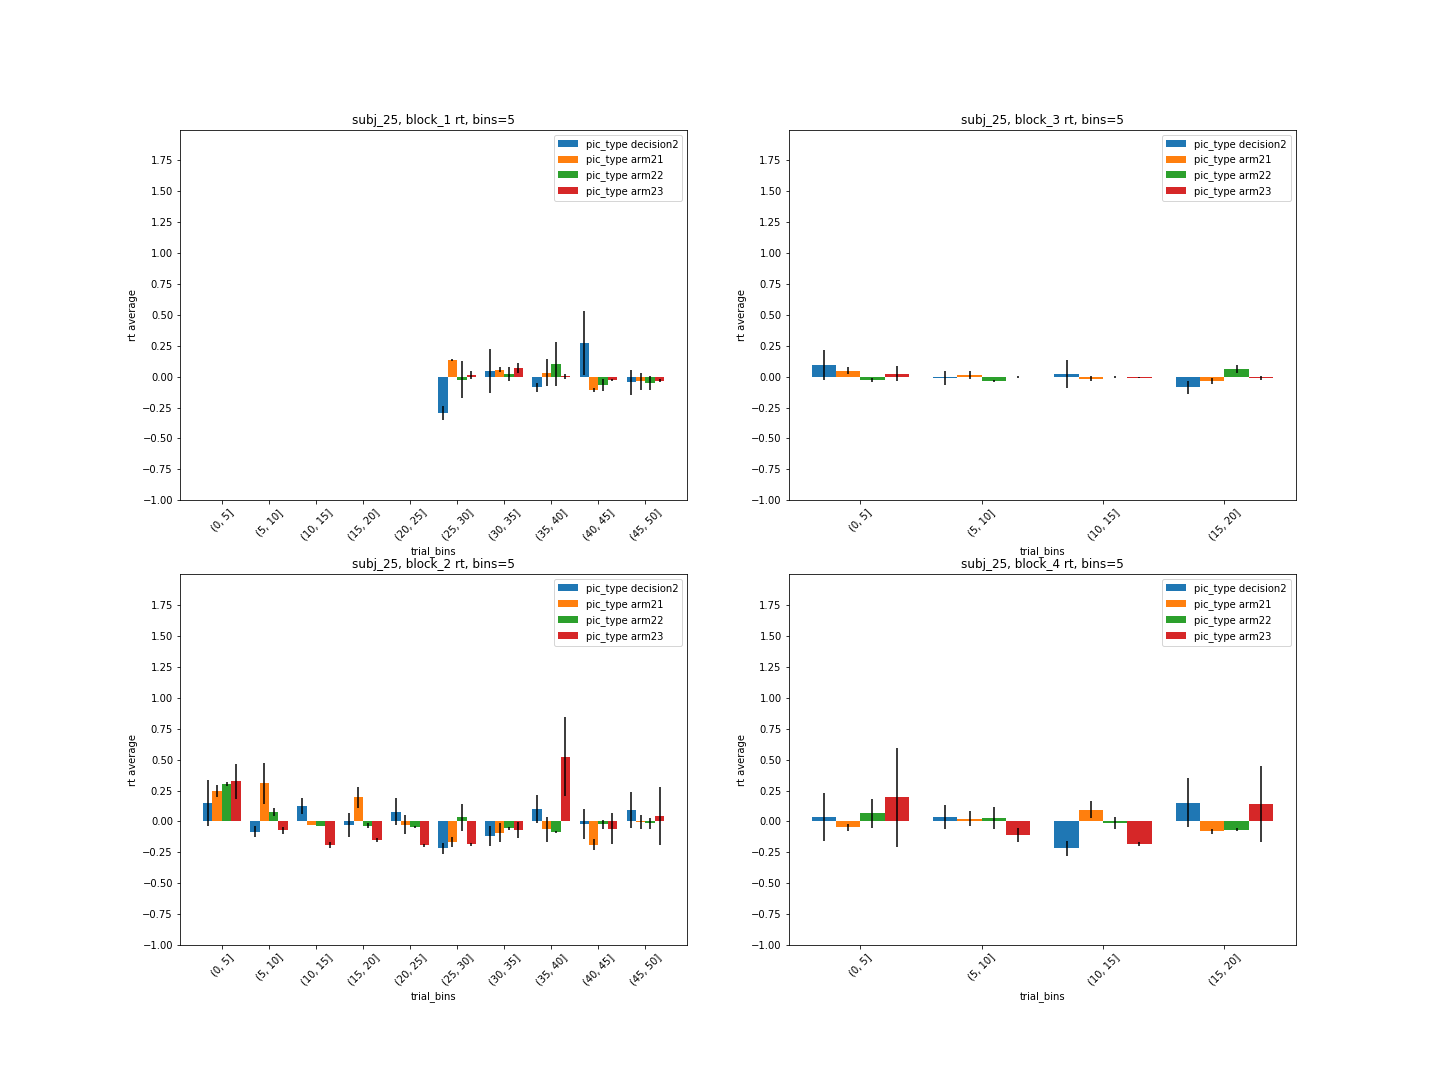 subj_25, block_1 rt, bins=5
pic_type decision2
pic_type arm21
pic_type arm22
pic_type arm23
1.75
1.50
1.25
1.00
0.75
0.50
0.25
0.00
−0.25
−0.50
−0.75
−1.00
rt average
(0, 5]
(5, 10]
(10, 15]
(15, 20]
(20, 25]
(25, 30]
(30, 35]
(35, 40]
(40, 45]
(45, 50]
trial_bins
subj_25, block_3 rt, bins=5
pic_type decision2
pic_type arm21
pic_type arm22
pic_type arm23
1.75
1.50
1.25
1.00
0.75
0.50
0.25
0.00
−0.25
−0.50
−0.75
−1.00
rt average
(0, 5]
(5, 10]
(10, 15]
(15, 20]
trial_bins
subj_25, block_2 rt, bins=5
pic_type decision2
pic_type arm21
pic_type arm22
pic_type arm23
1.75
1.50
1.25
1.00
0.75
0.50
0.25
0.00
−0.25
−0.50
−0.75
−1.00
rt average
(0, 5]
(5, 10]
(10, 15]
(15, 20]
(20, 25]
(25, 30]
(30, 35]
(35, 40]
(40, 45]
(45, 50]
trial_bins
subj_25, block_4 rt, bins=5
pic_type decision2
pic_type arm21
pic_type arm22
pic_type arm23
1.75
1.50
1.25
1.00
0.75
0.50
0.25
0.00
−0.25
−0.50
−0.75
−1.00
rt average
(0, 5]
(5, 10]
(10, 15]
(15, 20]
trial_bins